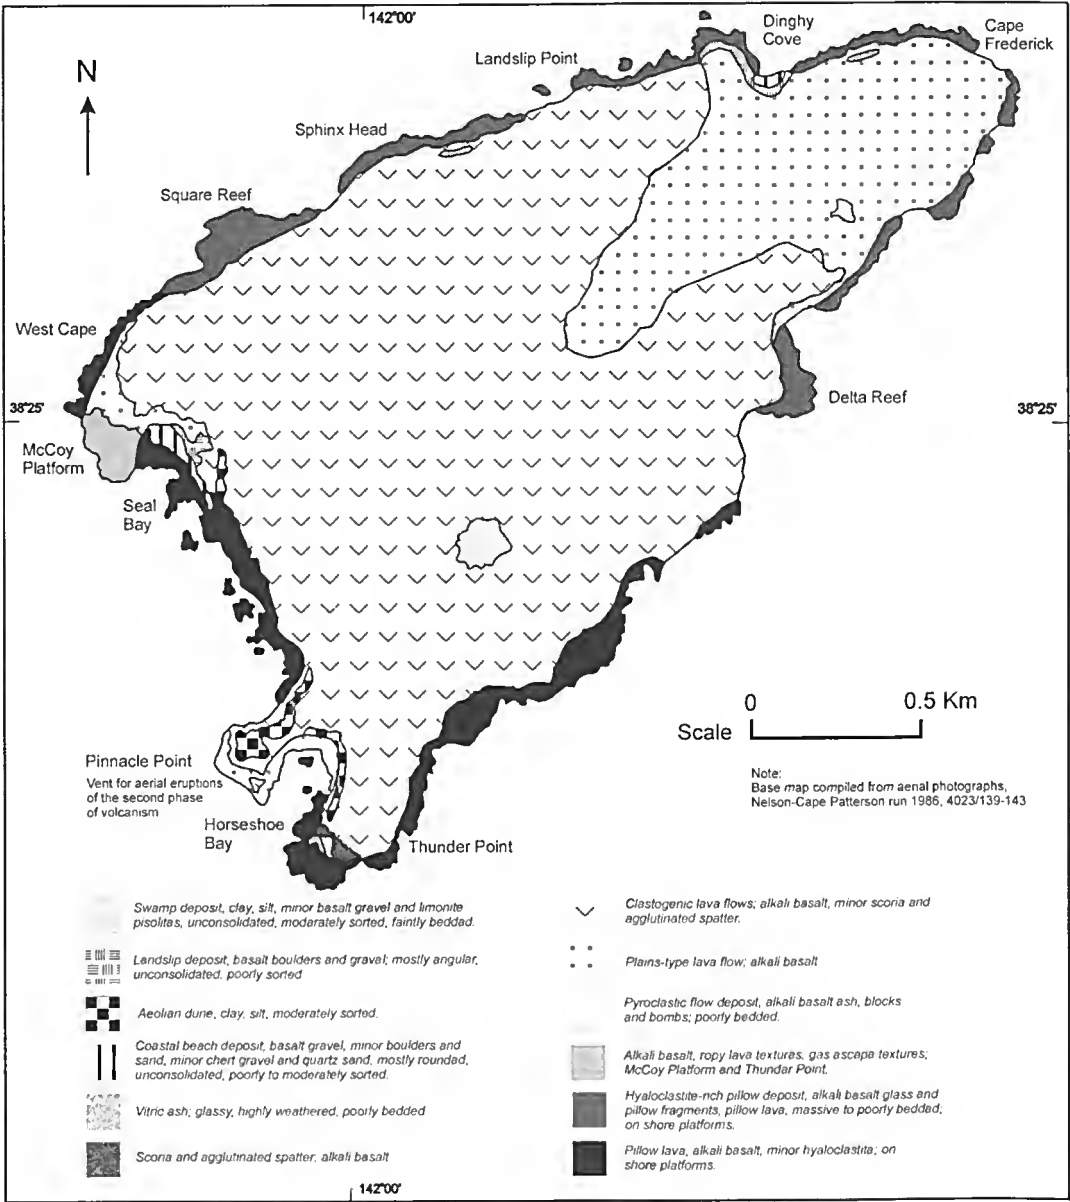 142°00'
Dinghy
Cove
Cape
Frederick
Landslip Point
N
Sphinx Head
Square Reef
West Cape
38°25'
38°25'
McCoy
Platform
Delta Reef
Seal
Bay
0
0.5 Km
Scale
Pinnacle Point
Vent for aerial eruptions
of the second phase
of volcanism
Note:
Base map compiled from aenal photographs,
Nelson-Cape Patterson run 1986, 4023/139-143
Horseshoe
Bay
Thunder Point
Swamp deposit, clay, silt, minor basalt gravel and limonite
pisolitas, unconsolidated, moderately sorted, faintly beddad.
Landslip deposit, basalt boulders and graval; mostly angular,
unconsolidated, poorly sorted
Aeolian dune, clay, silt, moderately sorted.
Coastal beach deposit, basalt gravel, minor boulders and
sand, minor chert gravel and quartz sand, mostly rounded,
unconsolidated, poorly to moderately sorted.
Vitric ash; glassy, highly weathered, poorly bedded
Scoria and agglutinated spatter, alkali basalt
Clastogenic lava flows; alkali basalt, minor scoria and
agglutinated spatter.
Plains-type lava flow; alkali basalt
Pyroclastic flow deposit, alkali basalt ash, blocks
and bombs; poorly bedded.
Alkali basalt, ropy lava textures, gas ascapa textures;
McCoy Platform and Thundar Point.
Hyaloclastite-rich pillow deposit, alkali basalt glass and
pillow fragments, pillow lava, massive to poorly beddad;
on shore platforms.
Pillow lava, alkali basalt, minor hyaloclastita; on
shore platforms.
142°00'